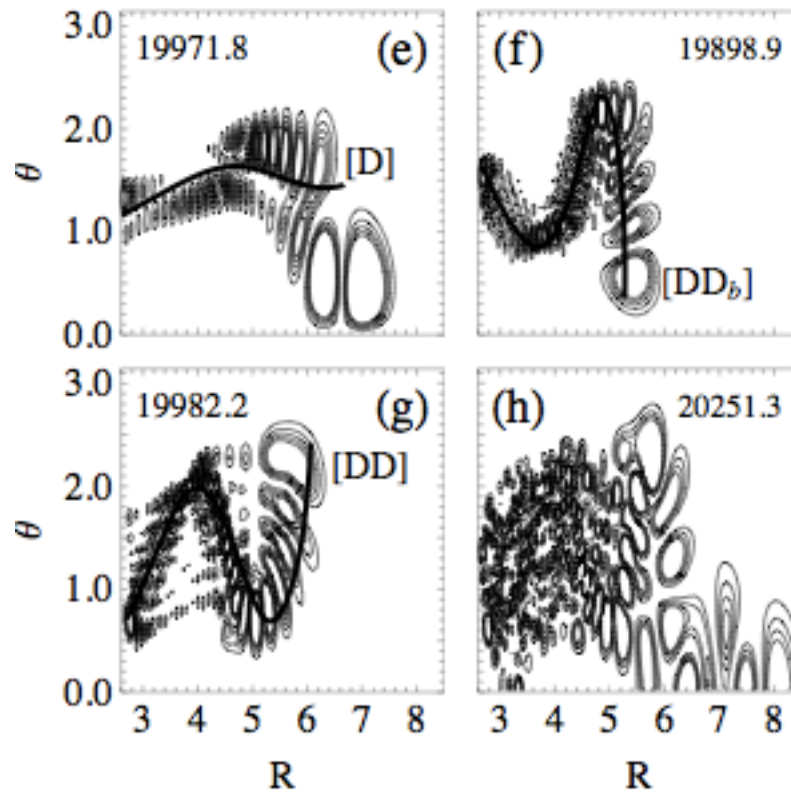 3.0 19971.8 (e) (f) 19898.9
2.0
θ [D]
1.0
[DD_b]
0.0
3.0 19982.2 (g) (h) 20251.3
[DD]
2.0
θ
1.0
0.0
3 4 5 6 7 8 3 4 5 6 7 8
R R